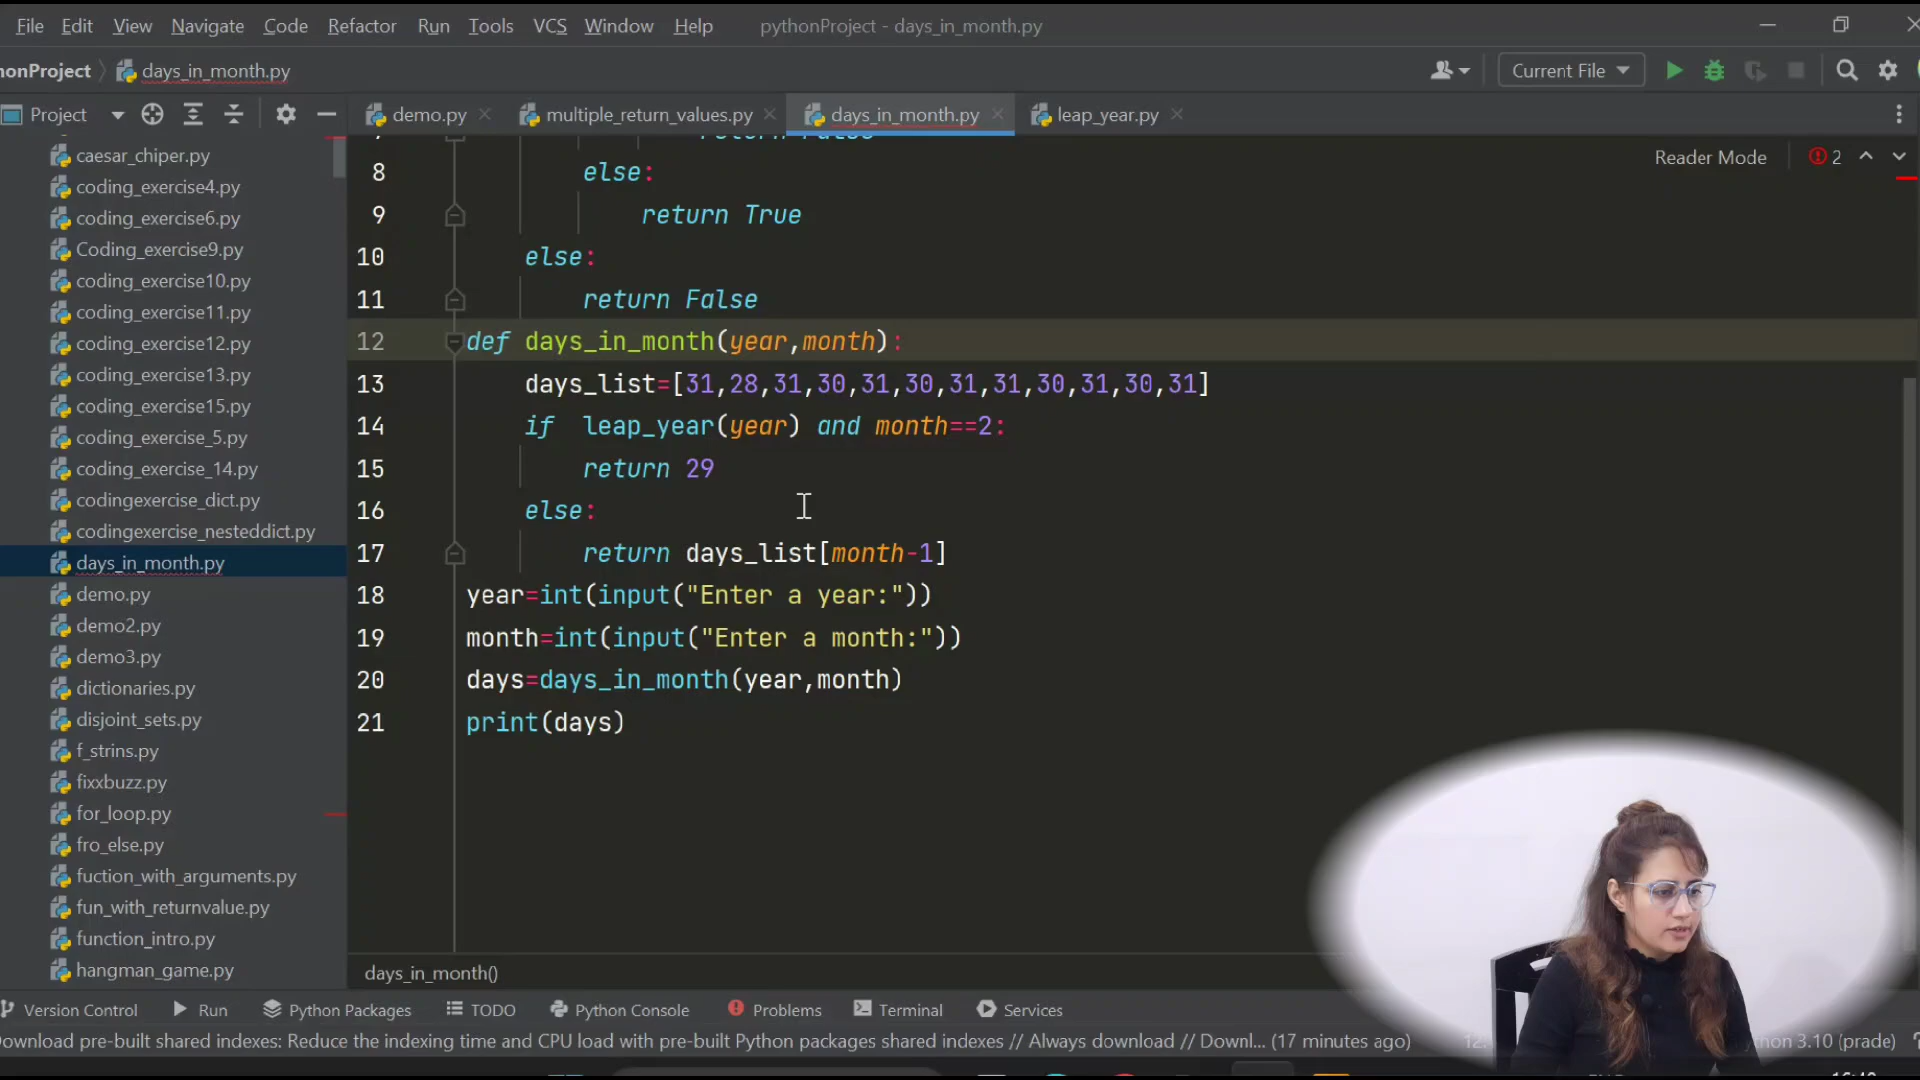 File Edit View Navigate Code Refactor Run Tools VCS Window Help pythonProject - days_in_month.py
honProject days_in_month.py Current File
Project demo.py multiple_return_values.py days_in_month.py leap_year.py
Reader Mode 2
caesar_chiper.py
coding_exercise4.py
coding_exercise6.py
Coding_exercise9.py
coding_exercise10.py
coding_exercise11.py
coding_exercise12.py
coding_exercise13.py
coding_exercise15.py
coding_exercise_5.py
coding_exercise_14.py
codingexercise_dict.py
codingexercise_nesteddict.py
days_in_month.py
demo.py
demo2.py
demo3.py
dictionaries.py
disjoint_sets.py
f_strins.py
fixxbuzz.py
for_loop.py
fro_else.py
fuction_with_arguments.py
fun_with_returnvalue.py
function_intro.py
hangman_game.py
return False
8 else:
9 return True
10 else:
11 return False
12 def days_in_month(year,month):
13 days_list=[31,28,31,30,31,30,31,31,30,31,30,31]
14 if leap_year(year) and month==2:
15 return 29
16 else:
17 return days_list[month-1]
18 year=int(input("Enter a year:"))
19 month=int(input("Enter a month:"))
20 days=days_in_month(year,month)
21 print(days)
days_in_month()
Version Control Run Python Packages TODO Python Console Problems Terminal Services
Download pre-built shared indexes: Reduce the indexing time and CPU load with pre-built Python packages shared indexes // Always download // Downl... (17 minutes ago) 12: thon 3.10 (prade)